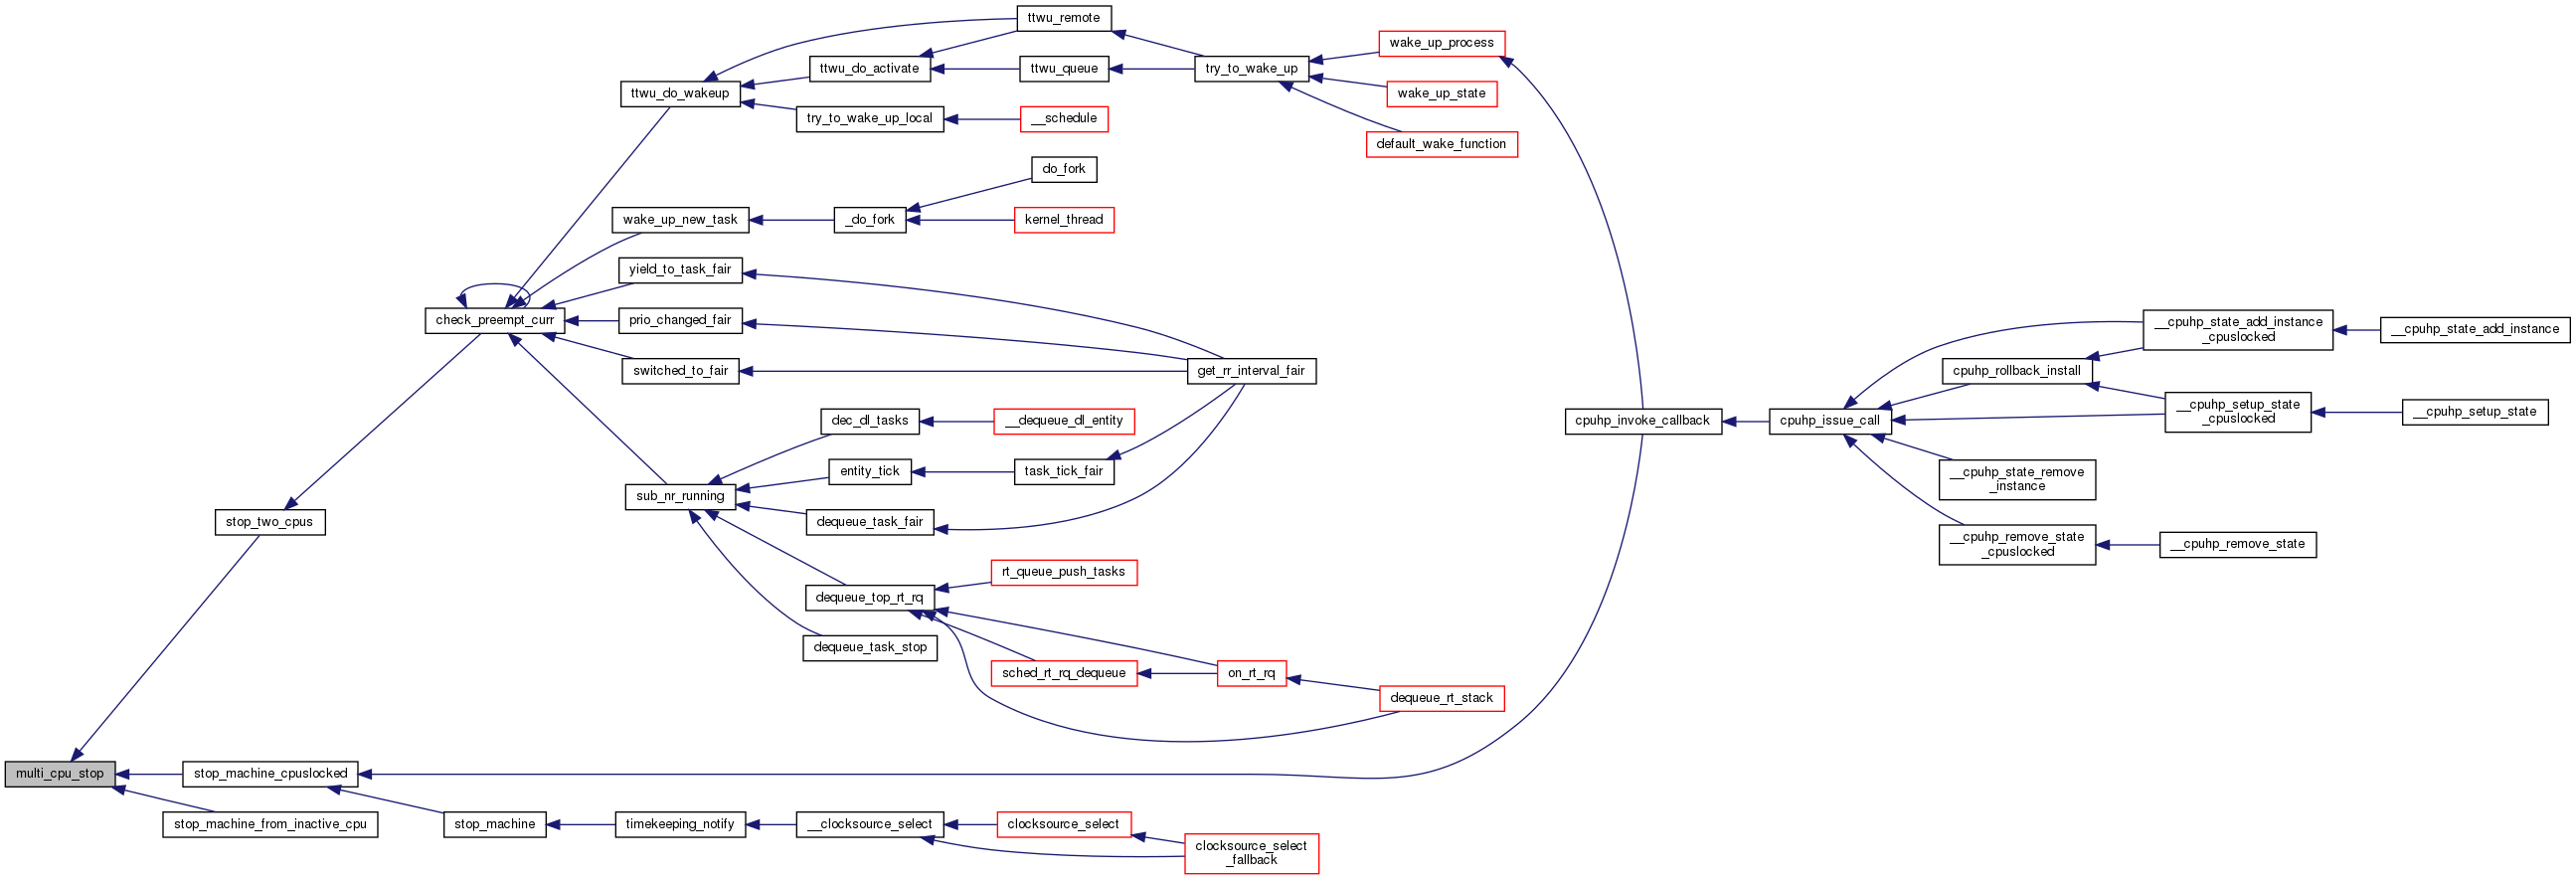 ttwu_remote
wake_up_process
ttwu_do_activate
ttwu_queue
try_to_wake_up
ttwu_do_wakeup
wake_up_state
try_to_wake_up_local
__schedule
default_wake_function
do_fork
wake_up_new_task
_do_fork
kernel_thread
yield_to_task_fair
check_preempt_curr
prio_changed_fair
switched_to_fair
get_rr_interval_fair
__cpuhp_state_add_instance
_cpuslocked
__cpuhp_state_add_instance
cpuhp_rollback_install
dec_dl_tasks
__dequeue_dl_entity
cpuhp_invoke_callback
cpuhp_issue_call
__cpuhp_setup_state
_cpuslocked
__cpuhp_setup_state
entity_tick
task_tick_fair
__cpuhp_state_remove
_instance
sub_nr_running
stop_two_cpus
dequeue_task_fair
__cpuhp_remove_state
_cpuslocked
__cpuhp_remove_state
rt_queue_push_tasks
dequeue_top_rt_rq
dequeue_task_stop
sched_rt_rq_dequeue
on_rt_rq
dequeue_rt_stack
multi_cpu_stop
stop_machine_cpuslocked
stop_machine_from_inactive_cpu
stop_machine
timekeeping_notify
__clocksource_select
clocksource_select
clocksource_select
_fallback